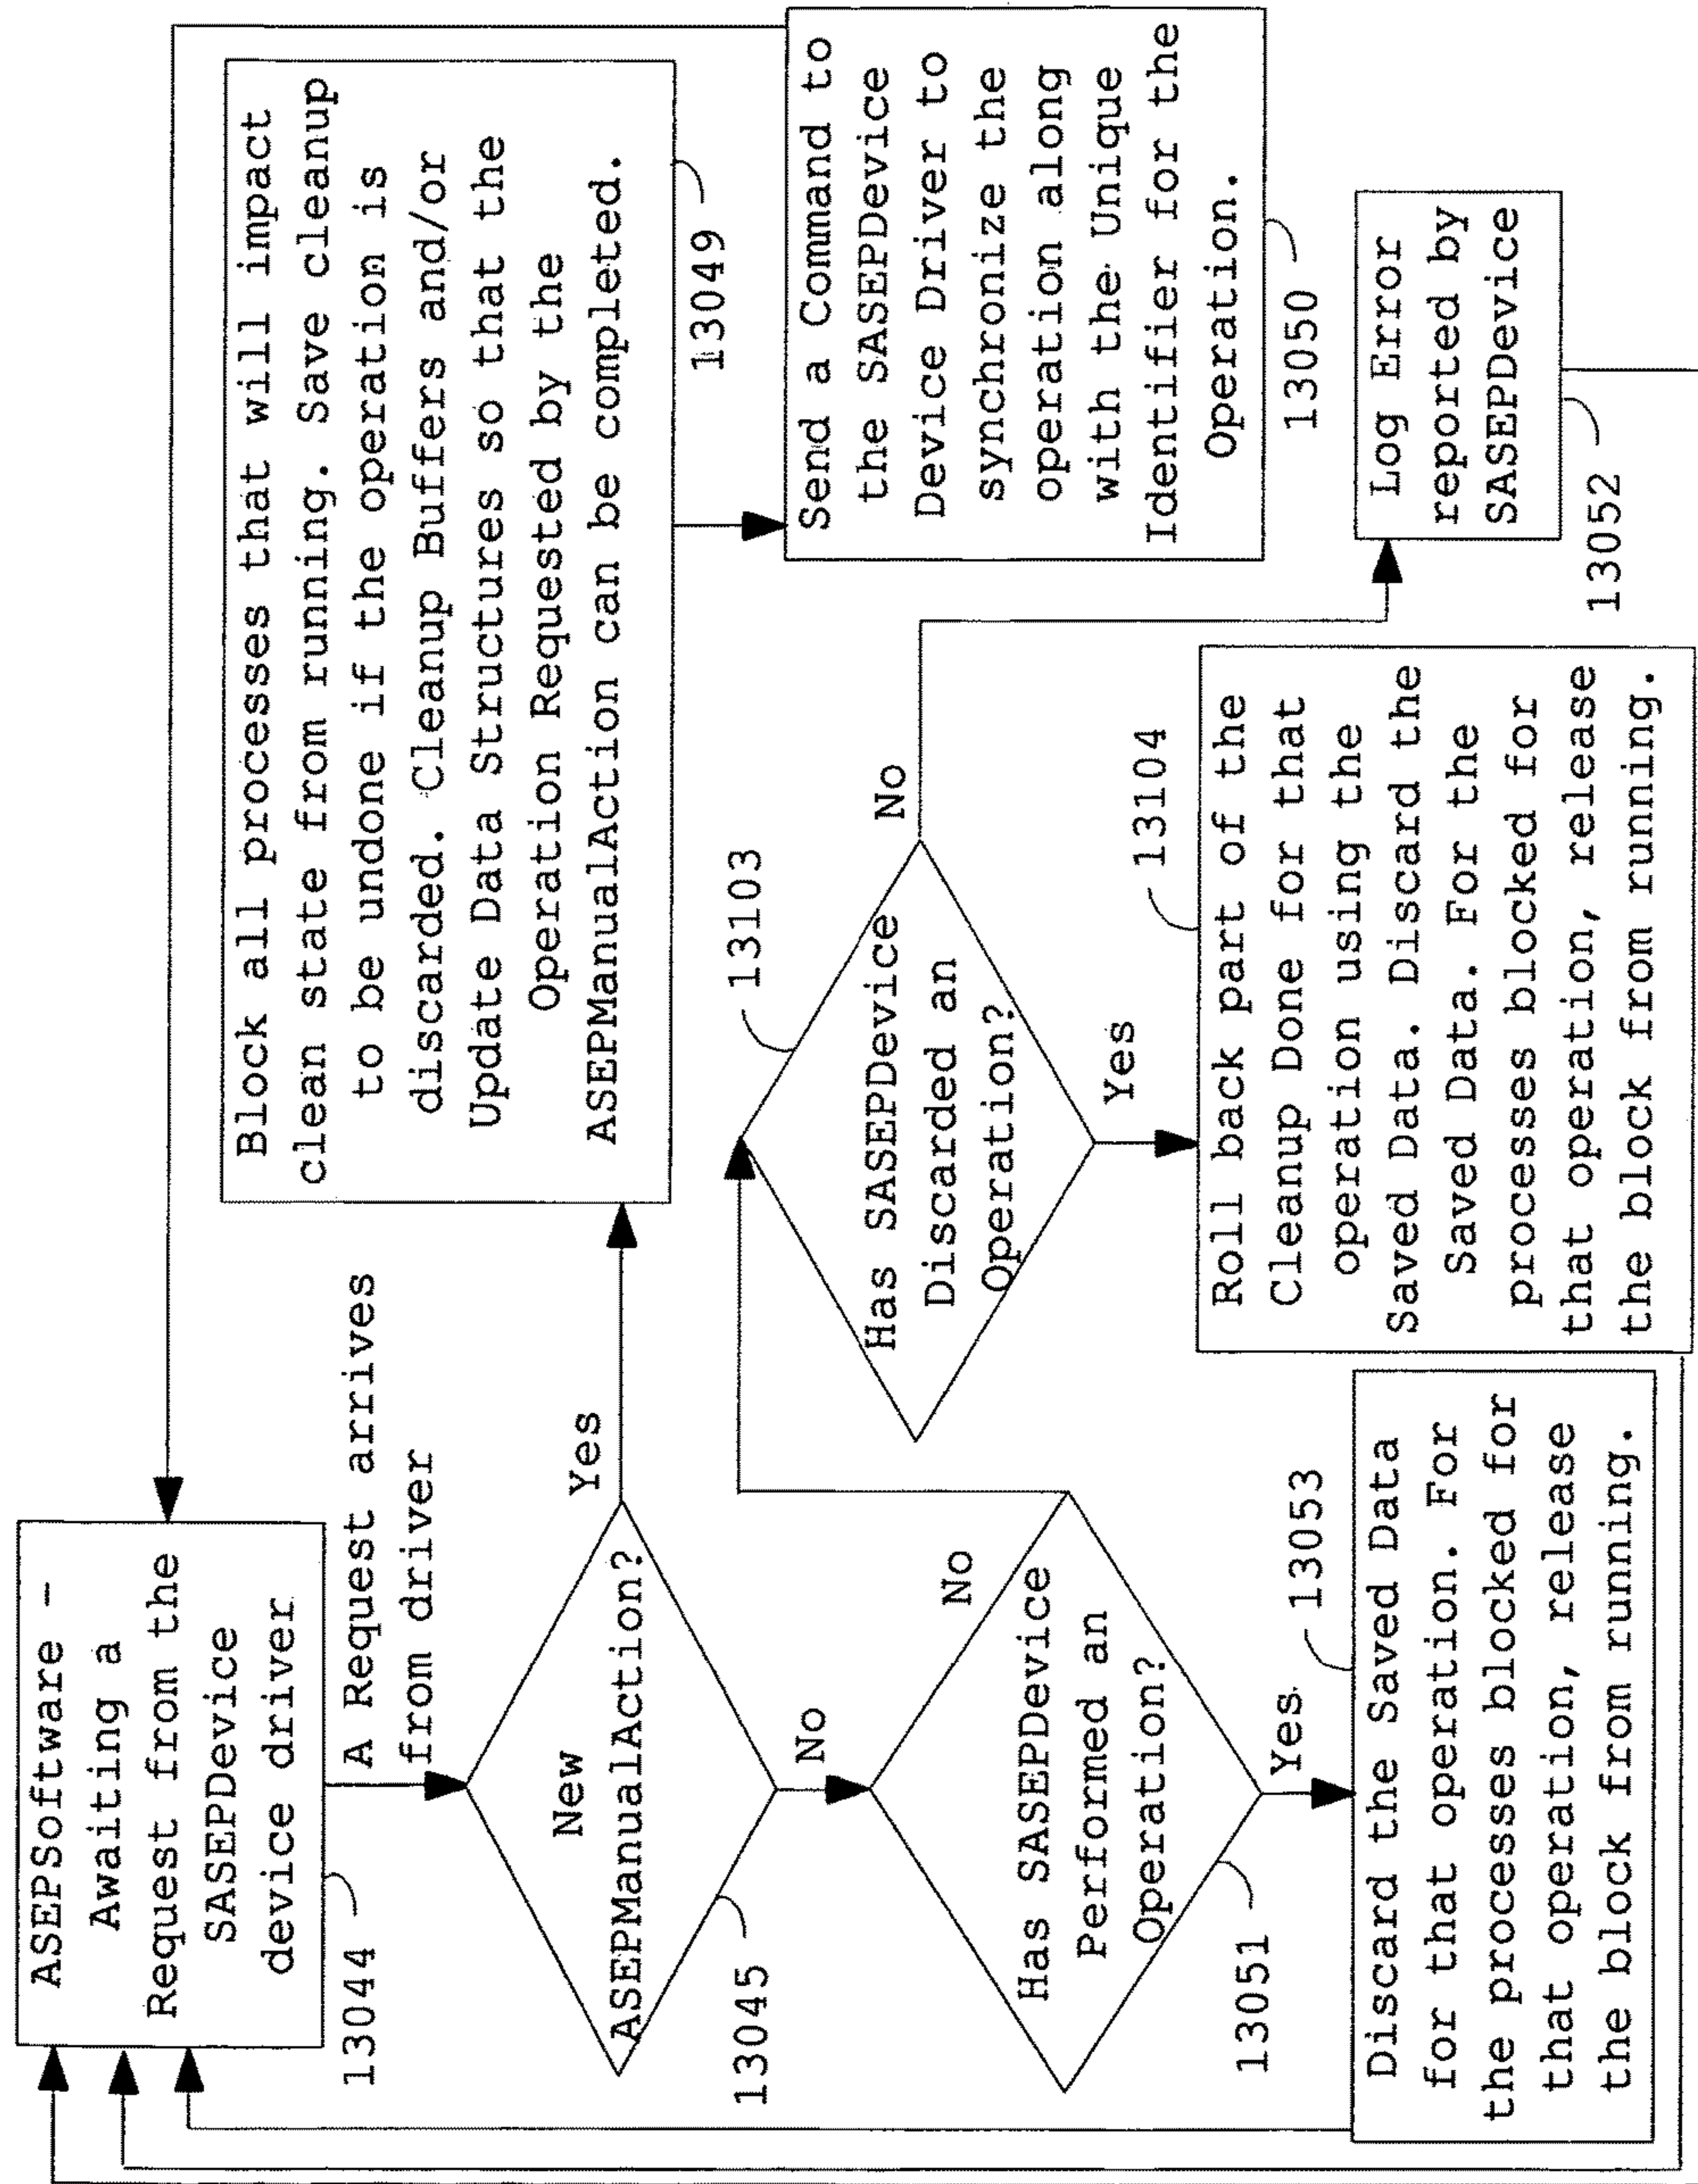 ASEPSoftware -
Awaiting a
Request from the
SASEPDevice
device driver
13044
A Request arrives
from driver
New
ASEPManualAction?
13045
Yes
No
Block all processes that will impact
clean state from running. Save cleanup
to be undone if the operation is
discarded. Cleanup Buffers and/or
Update Data Structures so that the
Operation Requested by the
ASEPManualAction can be completed.
13049
Send a Command to
the SASEPDevice
Device Driver to
synchronize the
operation along
with the Unique
Identifier for the
Operation.
13050
Has SASEPDevice
Performed an
Operation?
13051
No
Yes
Has SASEPDevice
Discarded an
Operation?
13103
No
Yes
Log Error
reported by
SASEPDevice
13052
Discard the Saved Data
for that operation. For
the processes blocked for
that operation, release
the block from running.
13053
Roll back part of the
Cleanup Done for that
operation using the
Saved Data. Discard the
Saved Data. For the
processes blocked for
that operation, release
the block from running.
13104